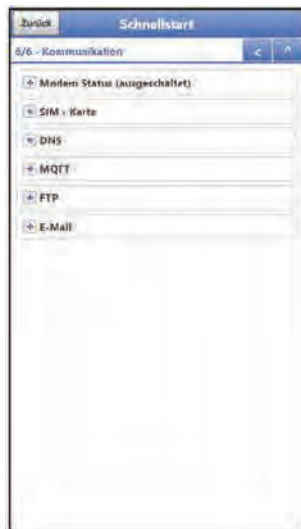 Zurück Schnellstart
6/6 - Kommunikation < ^
+ Modem Status (ausgeschaltet)
+ SIM - Karte
+ DNS
+ MQTT
+ FTP
+ E-Mail